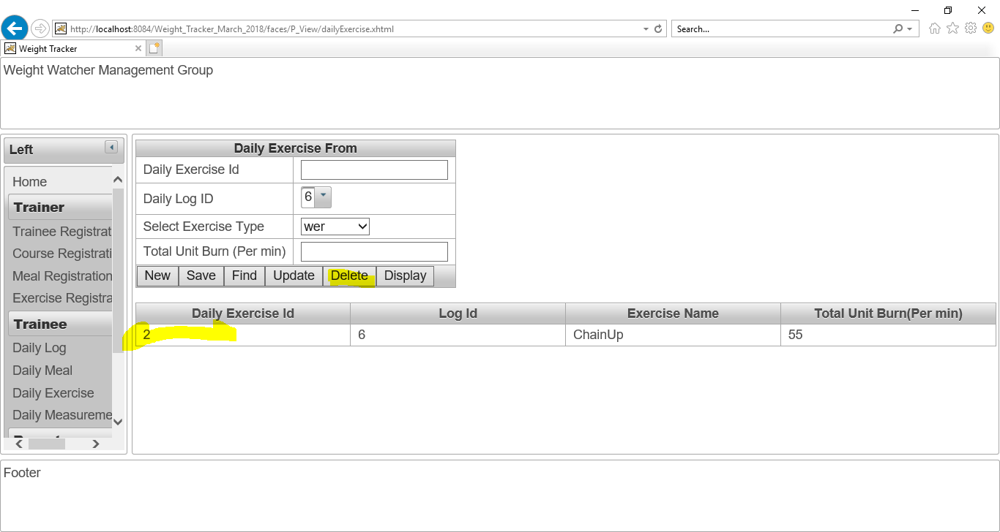 http://localhost:8084/Weight_Tracker_March_2018/faces/P_View/dailyExercise.xhtml
Search...
Weight Tracker
Weight Watcher Management Group
Left
Home
Trainer
Trainee Registrat
Course Registrati
Meal Registration
Exercise Registra
Trainee
Daily Log
Daily Meal
Daily Exercise
Daily Measureme
Daily Exercise From
Daily Exercise Id
Daily Log ID 6
Select Exercise Type wer
Total Unit Burn (Per min)
New Save Find Update Delete Display
Daily Exercise Id Log Id Exercise Name Total Unit Burn(Per min)
2 6 ChainUp 55
Footer